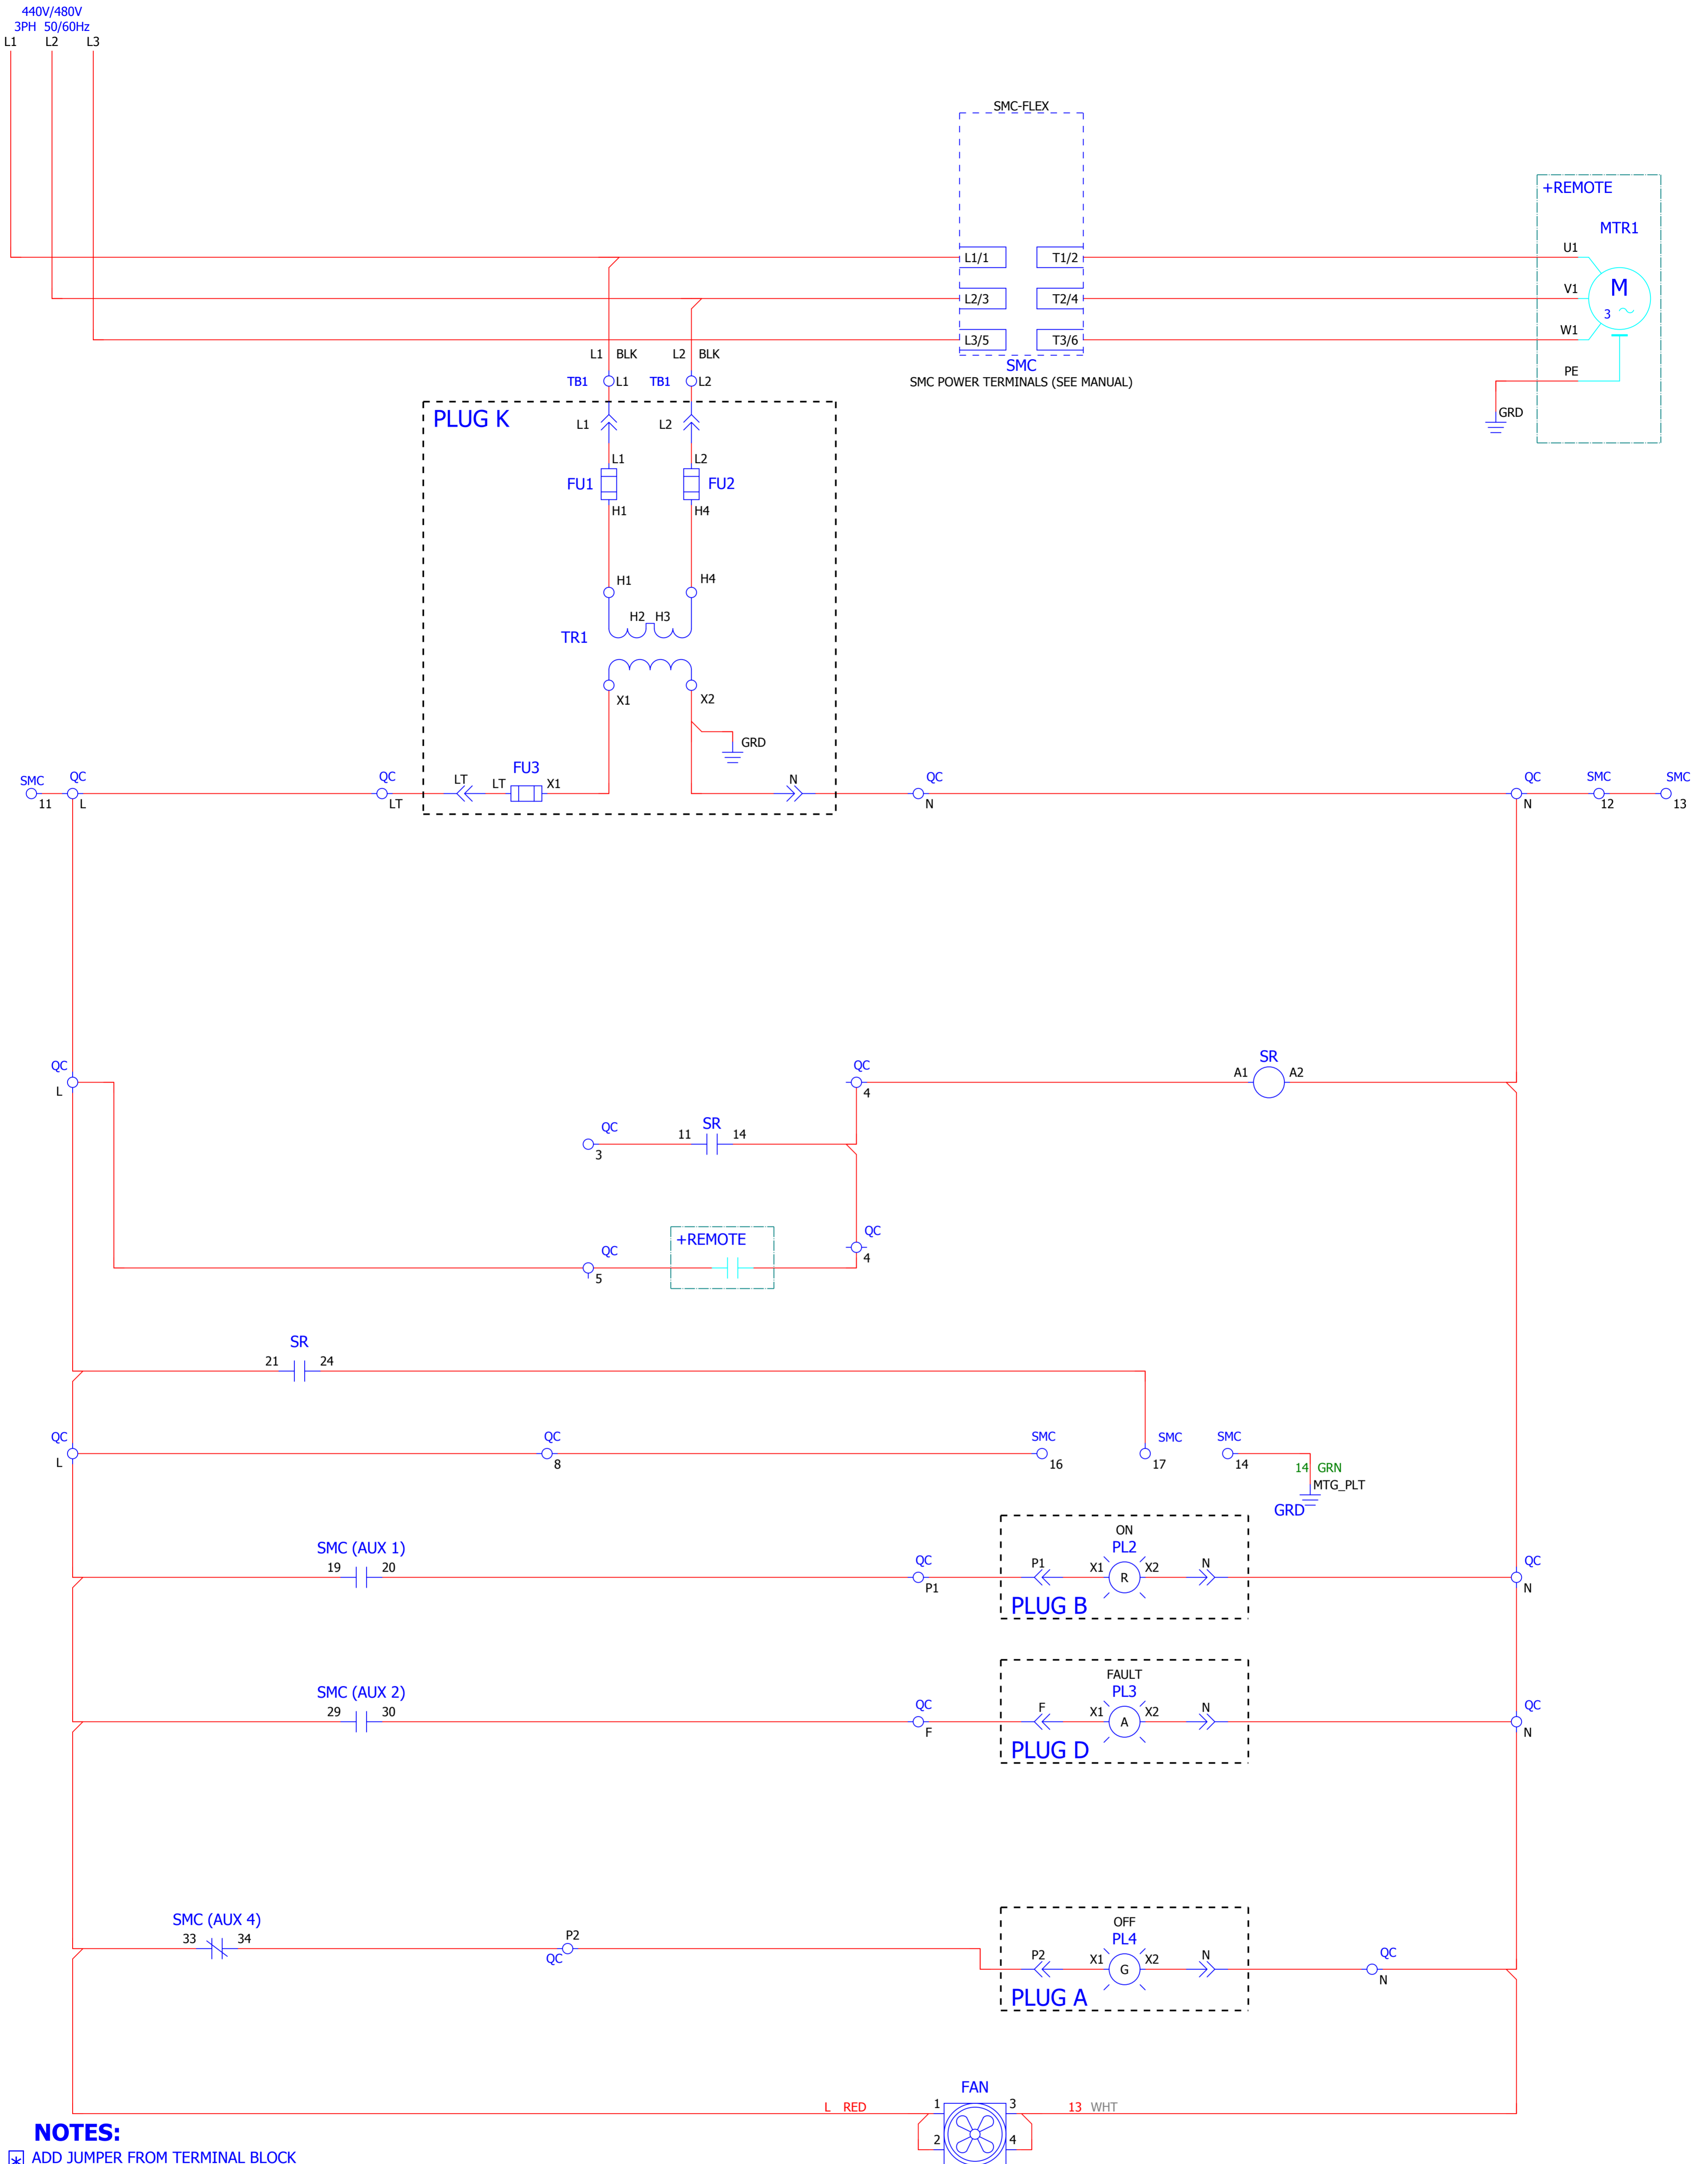 440V/480V
3PH 50/60Hz
L1 L2 L3
SMC-FLEX
+REMOTE
MTR1
U1
L1/1 T1/2
M
3
V1
L2/3 T2/4
W1
L3/5 T3/6
L1 BLK L2 BLK
SMC
PE
TB1 L1 TB1 L2
SMC POWER TERMINALS (SEE MANUAL)
GRD
PLUG K
L1 L2
L1 L2
FU1 FU2
H1 H4
H1 H4
H2 H3
TR1
X1 X2
GRD
FU3
SMC QC QC LT LT X1 N QC QC SMC SMC
11 L LT N N 12 13
SR
QC QC A1 A2
L 4
SR
QC 11 14
3
QC
+REMOTE
QC 4
5
SR
21 24
QC QC SMC SMC SMC
L 8 16 17 14
14 GRN
MTG_PLT
GRD
ON
SMC (AUX 1) PL2
19 20 QC P1 X1 R X2 N QC
P1 N
PLUG B
FAULT
SMC (AUX 2) PL3
29 30 QC F X1 A X2 N QC
F N
PLUG D
SMC (AUX 4) OFF
33 34 P2 PL4
QC P2 X1 G X2 N QC
N
PLUG A
FAN
L RED 1 3 13 WHT
NOTES:
2 4
* ADD JUMPER FROM TERMINAL BLOCK